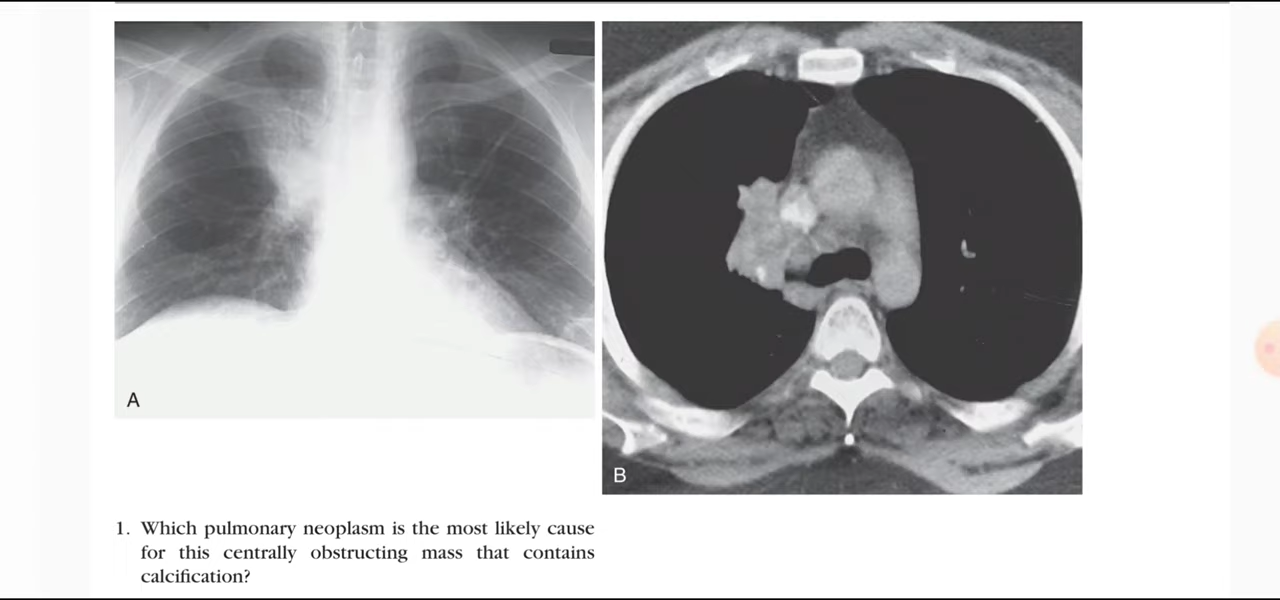 A
B
1. Which pulmonary neoplasm is the most likely cause
for this centrally obstructing mass that contains
calcification?